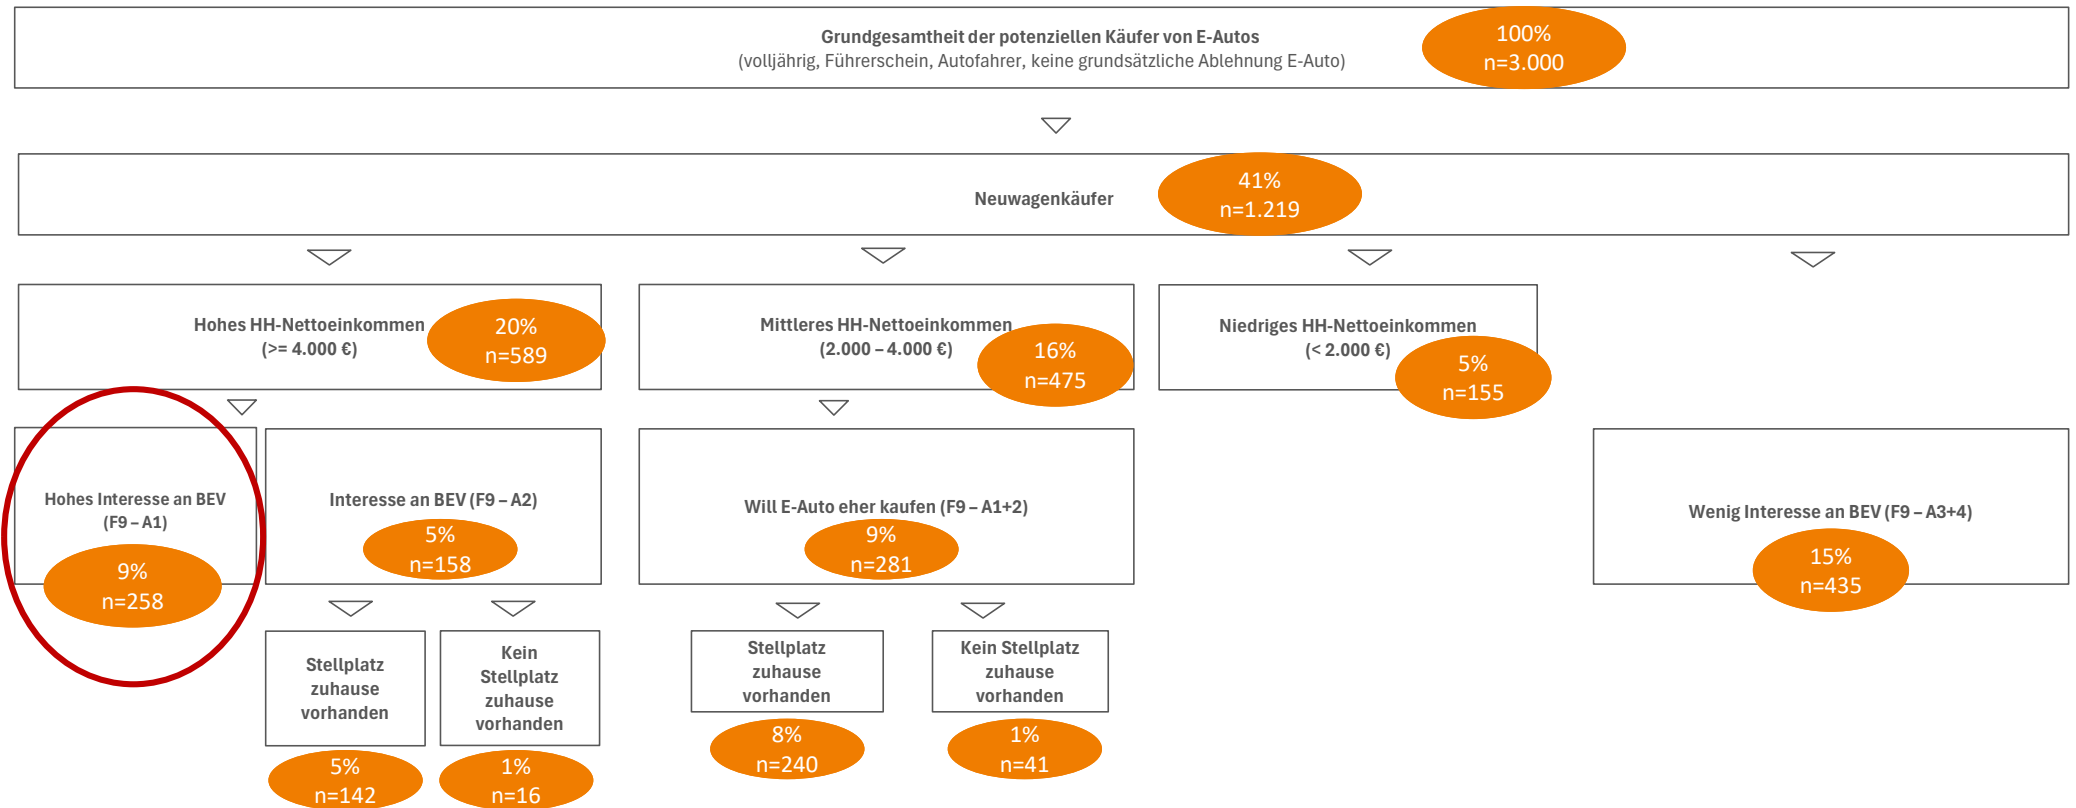 Grundgesamtheit der potenziellen Käufer von E-Autos
(volljährig, Führerschein, Autofahrer, keine grundsätzliche Ablehnung E-Auto)
100%
n=3.000
Neuwagenkäufer
41%
n=1.219
Hohes HH-Nettoeinkommen
(>= 4.000 €)
20%
n=589
Mittleres HH-Nettoeinkommen
(2.000 – 4.000 €)
16%
n=475
Niedriges HH-Nettoeinkommen
(< 2.000 €)
5%
n=155
Hohes Interesse an BEV
(F9 – A1)
9%
n=258
Interesse an BEV (F9 – A2)
5%
n=158
Will E-Auto eher kaufen (F9 – A1+2)
9%
n=281
Wenig Interesse an BEV (F9 – A3+4)
15%
n=435
Stellplatz
zuhause
vorhanden
5%
n=142
Kein
Stellplatz
zuhause
vorhanden
1%
n=16
Stellplatz
zuhause
vorhanden
8%
n=240
Kein Stellplatz
zuhause
vorhanden
1%
n=41